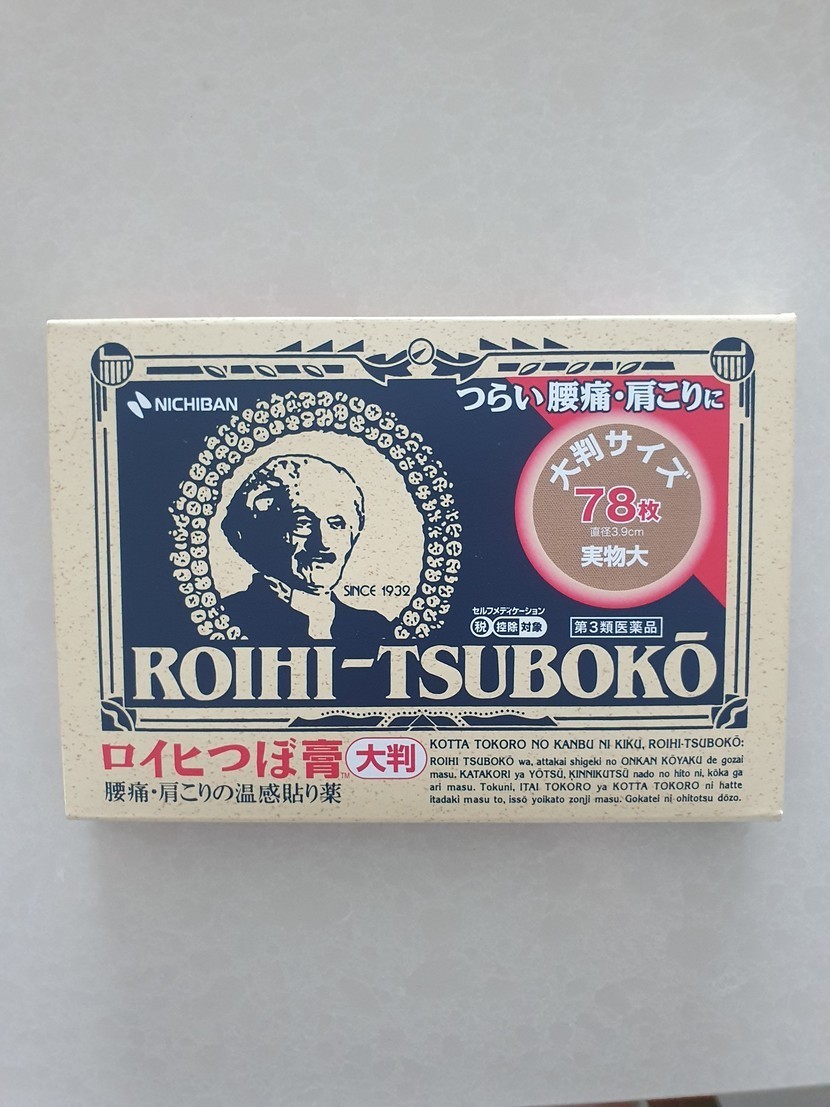 NICHIBAN
つらい腰痛・肩こりに
大判サイズ
78枚
直径3.9cm
実物大
SINCE 1932
セルフメディケーション
税 控除 対象
第3類医薬品
ROIHI-TSUBOKŌ
ロイヒつぼ膏™ 大判
腰痛・肩こりの温感貼り薬
KOTTA TOKORO NO KANBU NI KIKU, ROIHI-TSUBOKŌ:
ROIHI TSUBOKŌ wa, attakai shigeki no ONKAN KŌYAKU de gozai
masu. KATAKORI ya YŌTSŪ, KINNIKUTSŪ nado no hito ni, kōka ga
ari masu. Tokuni, ITAI TOKORO ya KOTTA TOKORO ni hatte
itadaki masu to, issō yoikato zonji masu. Gokatei ni ohitotsu dōzo.